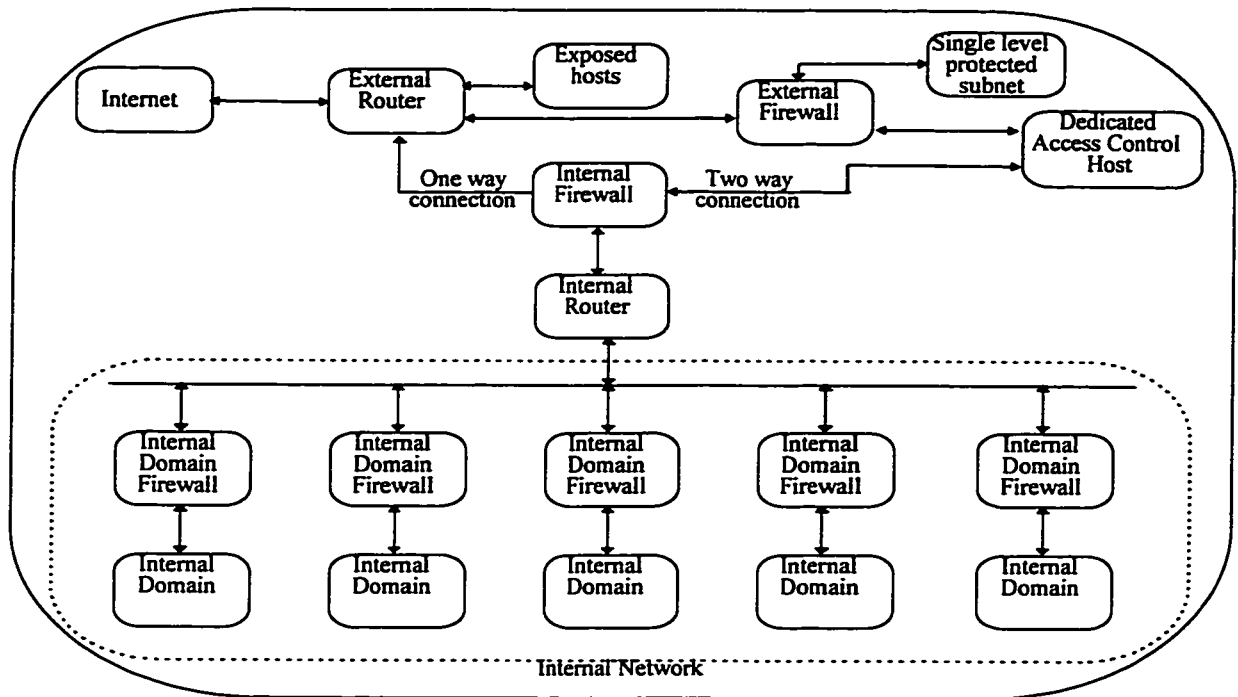 Internet
External
Router
Exposed
hosts
External
Firewall
Single level
protected
subnet
Dedicated
Access Control
Host
One way
connection
Internal
Firewall
Two way
connection
Internal
Router
Internal
Domain
Firewall
Internal
Domain
Firewall
Internal
Domain
Firewall
Internal
Domain
Firewall
Internal
Domain
Firewall
Internal
Domain
Internal
Domain
Internal
Domain
Internal
Domain
Internal
Domain
Internal Network